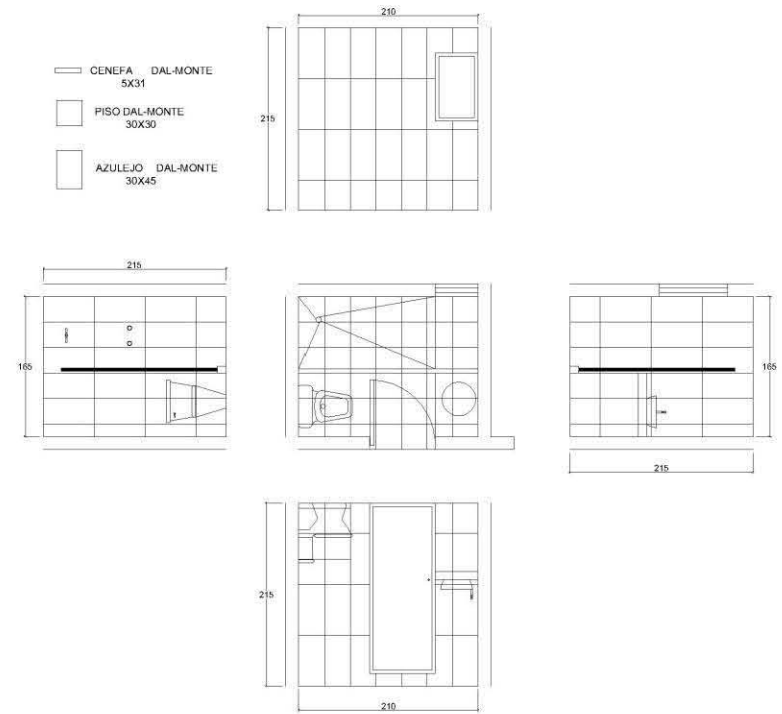 210
CENEFA DAL-MONTE
5X31
PISO DAL-MONTE
30X30
215
AZULEJO DAL-MONTE
30X45
215
165
165
215
215
210